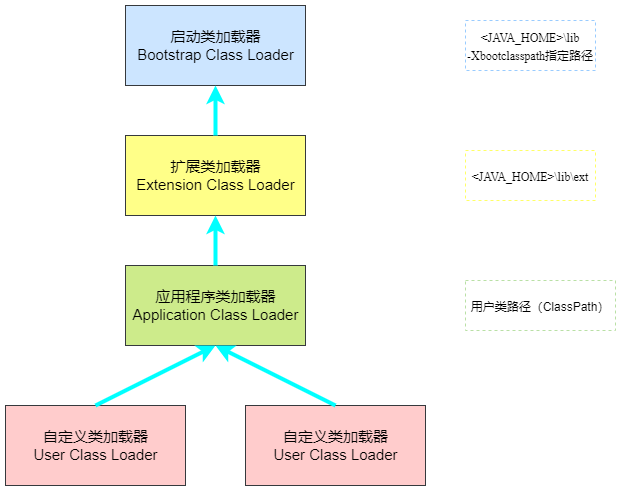 启动类加载器
Bootstrap Class Loader
<JAVA_HOME>\lib
-Xbootclasspath指定路径
扩展类加载器
Extension Class Loader
<JAVA_HOME>\lib\ext
应用程序类加载器
Application Class Loader
用户类路径（ClassPath）
自定义类加载器
User Class Loader
自定义类加载器
User Class Loader